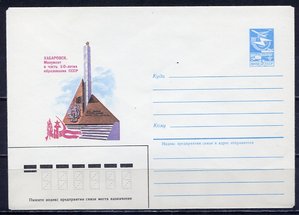 ХАБАРОВСК.
Монумент
в честь 60-летия
образования СССР
Куда
Кому
Индекс предприятия связи и адрес отправителя
Пишите индекс предприятия связи места назначения